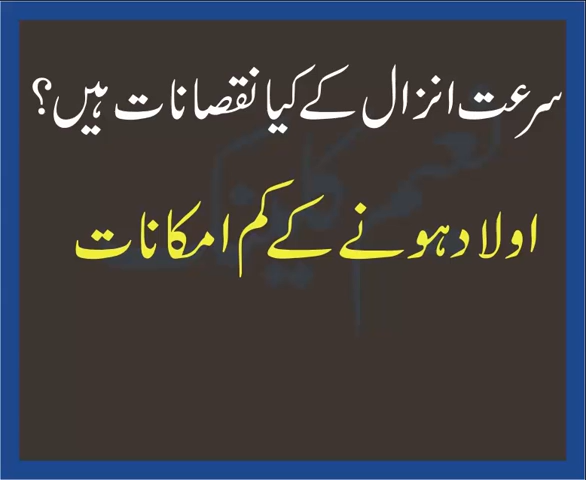 سرعت انزال کے کیا نقصانات ہیں؟
اولاد ہونے کے کم امکانات